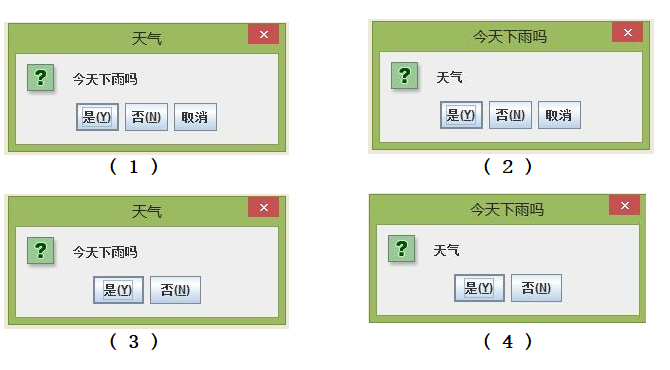 天气
今天下雨吗
是(Y) 否(N) 取消
( 1 )
今天下雨吗
天气
是(Y) 否(N) 取消
( 2 )
天气
今天下雨吗
是(Y) 否(N)
( 3 )
今天下雨吗
天气
是(Y) 否(N)
( 4 )